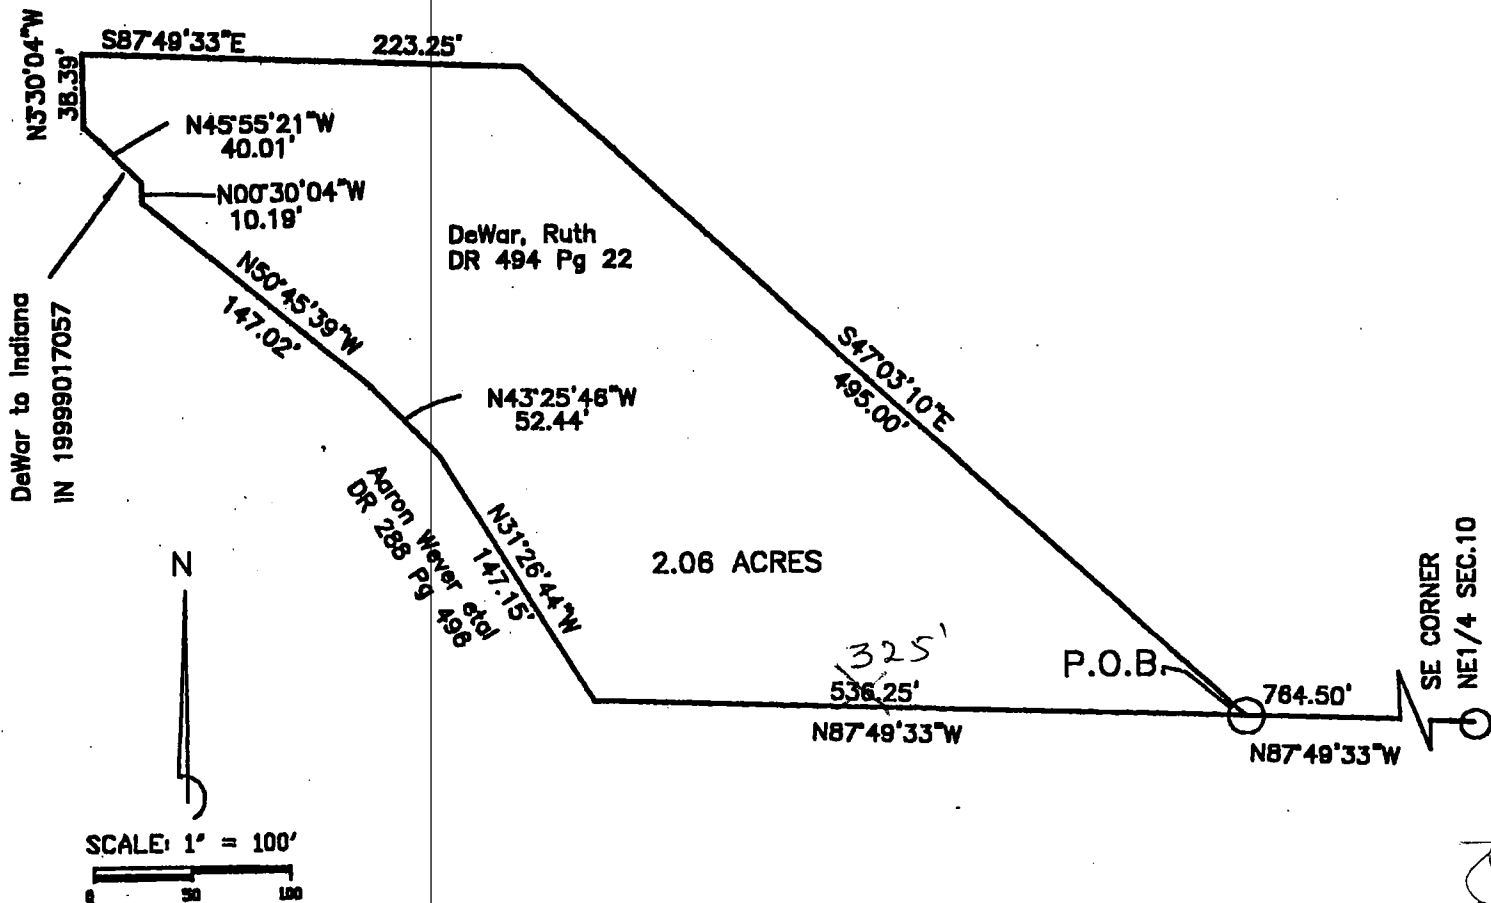 S87°49'33"E 223.25'
N3°30'04"W
38.39'
N45°55'21"W
40.01'
N00°30'04"W
10.19'
DeWar, Ruth
DR 494 Pg 22
N50°45'39"W
147.02'
DeWar to Indiana
IN 1999017057
S47°03'10"E
495.00'
N43°25'46"W
52.44'
Aaron Wever etal
DR 286 Pg 496
N31°26'44"W
147.15'
2.06 ACRES
N
325'
536.25'
N87°49'33"W
P.O.B.
764.50'
N87°49'33"W
SE CORNER
NE1/4 SEC.10
SCALE: 1" = 100'
0 50 100